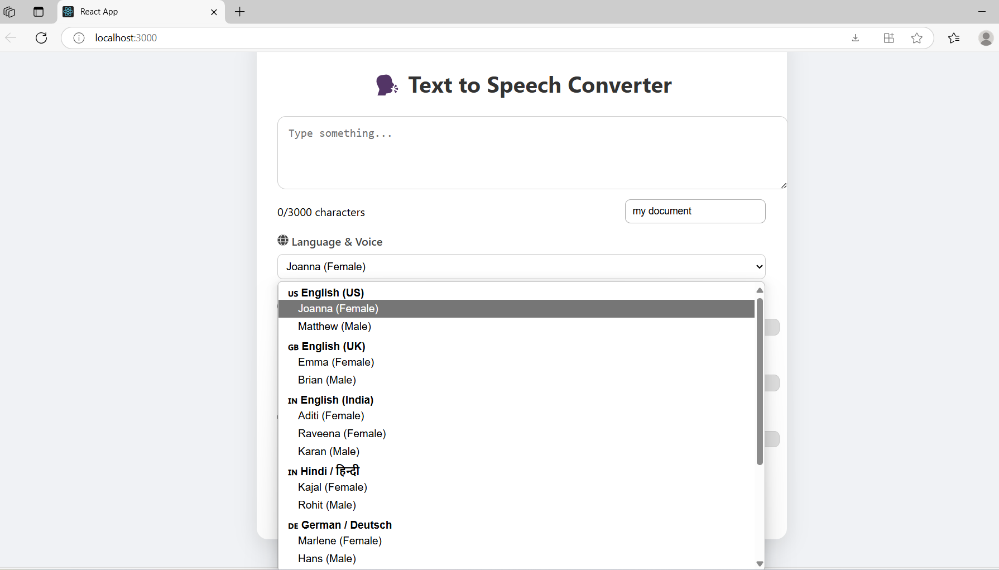 React App
localhost:3000
Text to Speech Converter
Type something...
0/3000 characters
my document
Language & Voice
Joanna (Female)
US English (US)
Joanna (Female)
Matthew (Male)
GB English (UK)
Emma (Female)
Brian (Male)
IN English (India)
Aditi (Female)
Raveena (Female)
Karan (Male)
IN Hindi / हिन्दी
Kajal (Female)
Rohit (Male)
DE German / Deutsch
Marlene (Female)
Hans (Male)